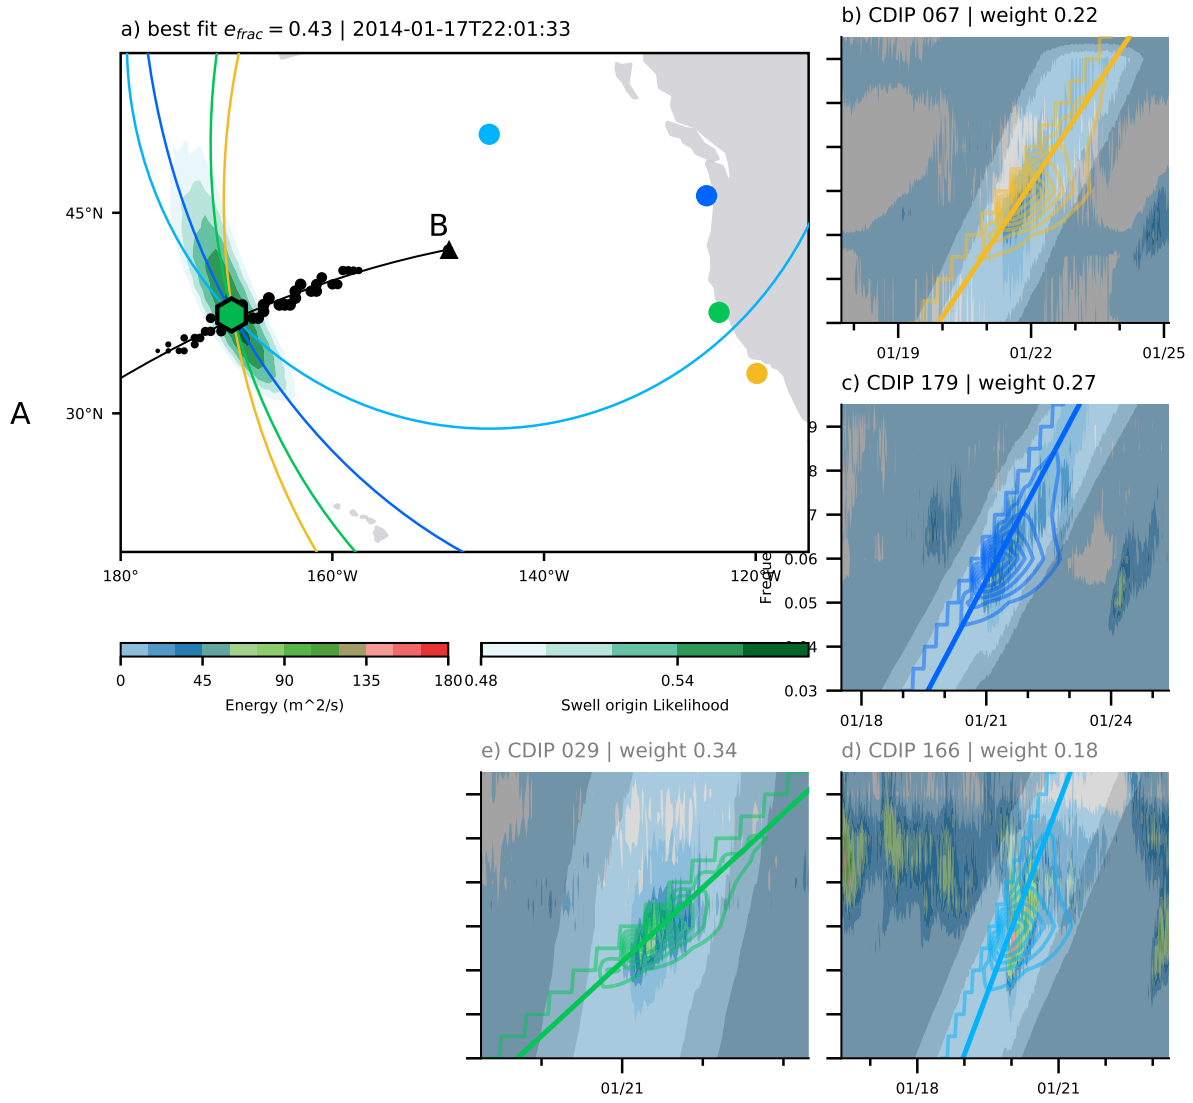 a) best fit e_frac = 0.43 | 2014-01-17T22:01:33
b) CDIP 067 | weight 0.22
B
45°N
30°N
A
180°
160°W
140°W
120°W
01/19
01/22
01/25
c) CDIP 179 | weight 0.27
9
8
7
0.06
0.05
0.03
Freque
01/18
01/21
01/24
0
45
90
135
180
Energy (m^2/s)
0.48
0.54
Swell origin Likelihood
e) CDIP 029 | weight 0.34
d) CDIP 166 | weight 0.18
01/21
01/18
01/21